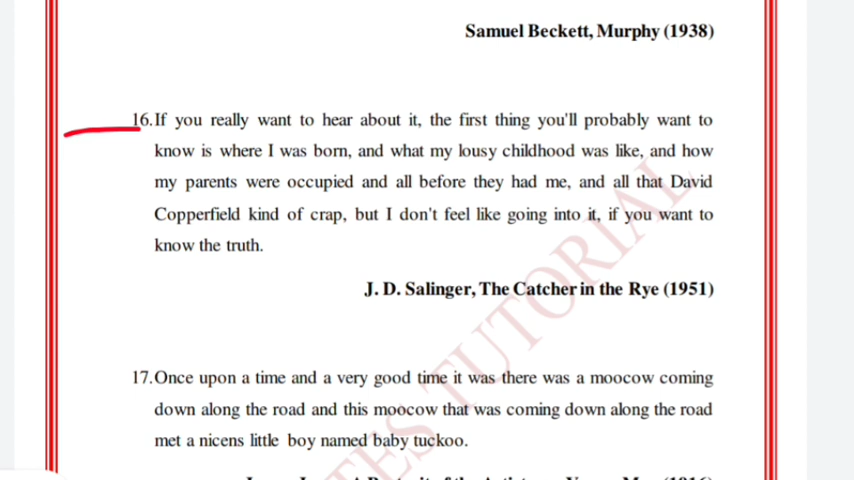 Samuel Beckett, Murphy (1938)
16.If you really want to hear about it, the first thing you'll probably want to
know is where I was born, and what my lousy childhood was like, and how
my parents were occupied and all before they had me, and all that David
Copperfield kind of crap, but I don't feel like going into it, if you want to
know the truth.
J. D. Salinger, The Catcher in the Rye (1951)
17.Once upon a time and a very good time it was there was a moocow coming
down along the road and this moocow that was coming down along the road
met a nicens little boy named baby tuckoo.
TES TUTORIAL